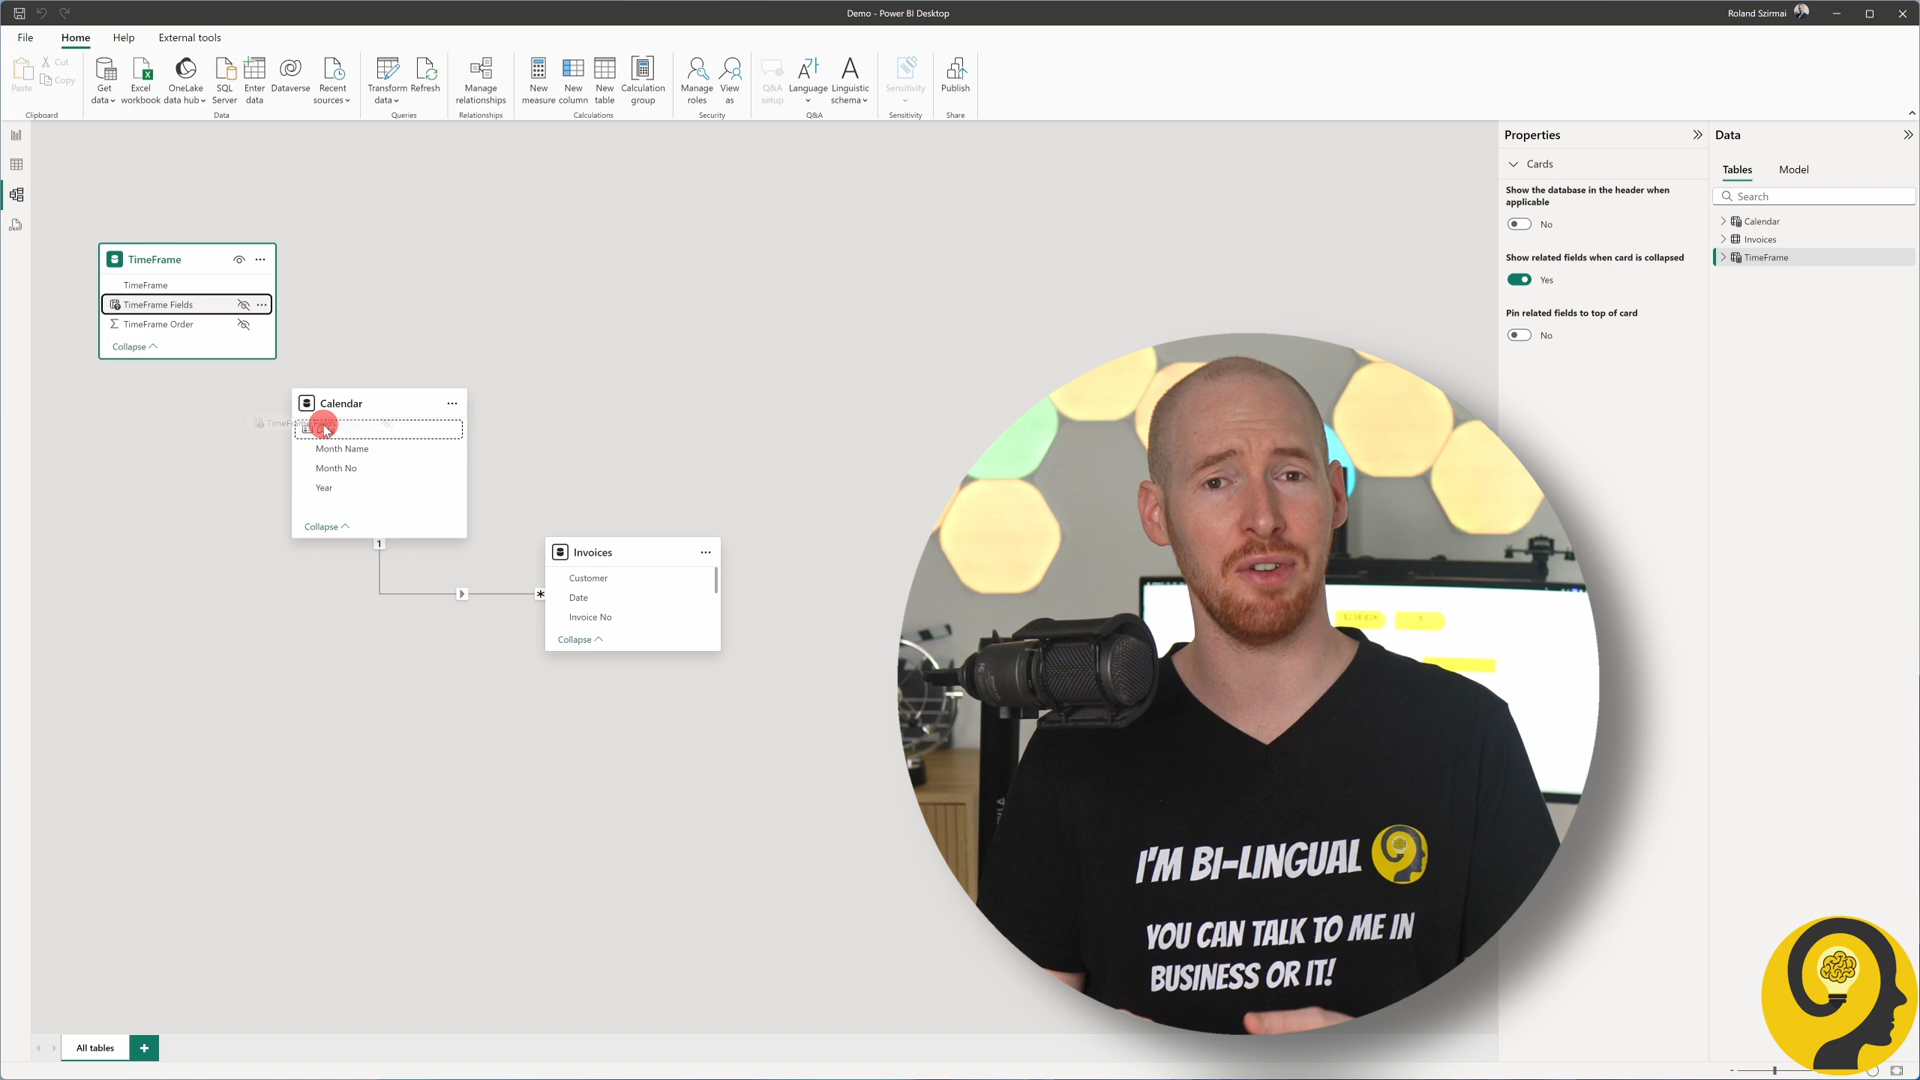 Demo - Power BI Desktop
Roland Szirmai
File
Home
Help
External tools
Paste
Cut
Copy
Get data
Excel workbook
OneLake data hub
SQL Server
Enter data
Dataverse
Recent sources
Transform data
Refresh
Manage relationships
New measure
New column
New table
Calculation group
Manage roles
View as
Q&A setup
Language
Linguistic schema
Sensitivity
Publish
Clipboard
Data
Queries
Relationships
Calculations
Security
Q&A
Sensitivity
Share
TimeFrame
TimeFrame
TimeFrame Fields
TimeFrame Order
Collapse
Calendar
TimeFrame Fields
Month Name
Month No
Year
Collapse
1
*
Invoices
Customer
Date
Invoice No
Collapse
Properties
Cards
Show the database in the header when
applicable
No
Show related fields when card is collapsed
Yes
Pin related fields to top of card
No
Data
Tables
Model
Search
Calendar
Invoices
TimeFrame
I'M BI-LINGUAL
YOU CAN TALK TO ME IN
BUSINESS OR IT!
All tables